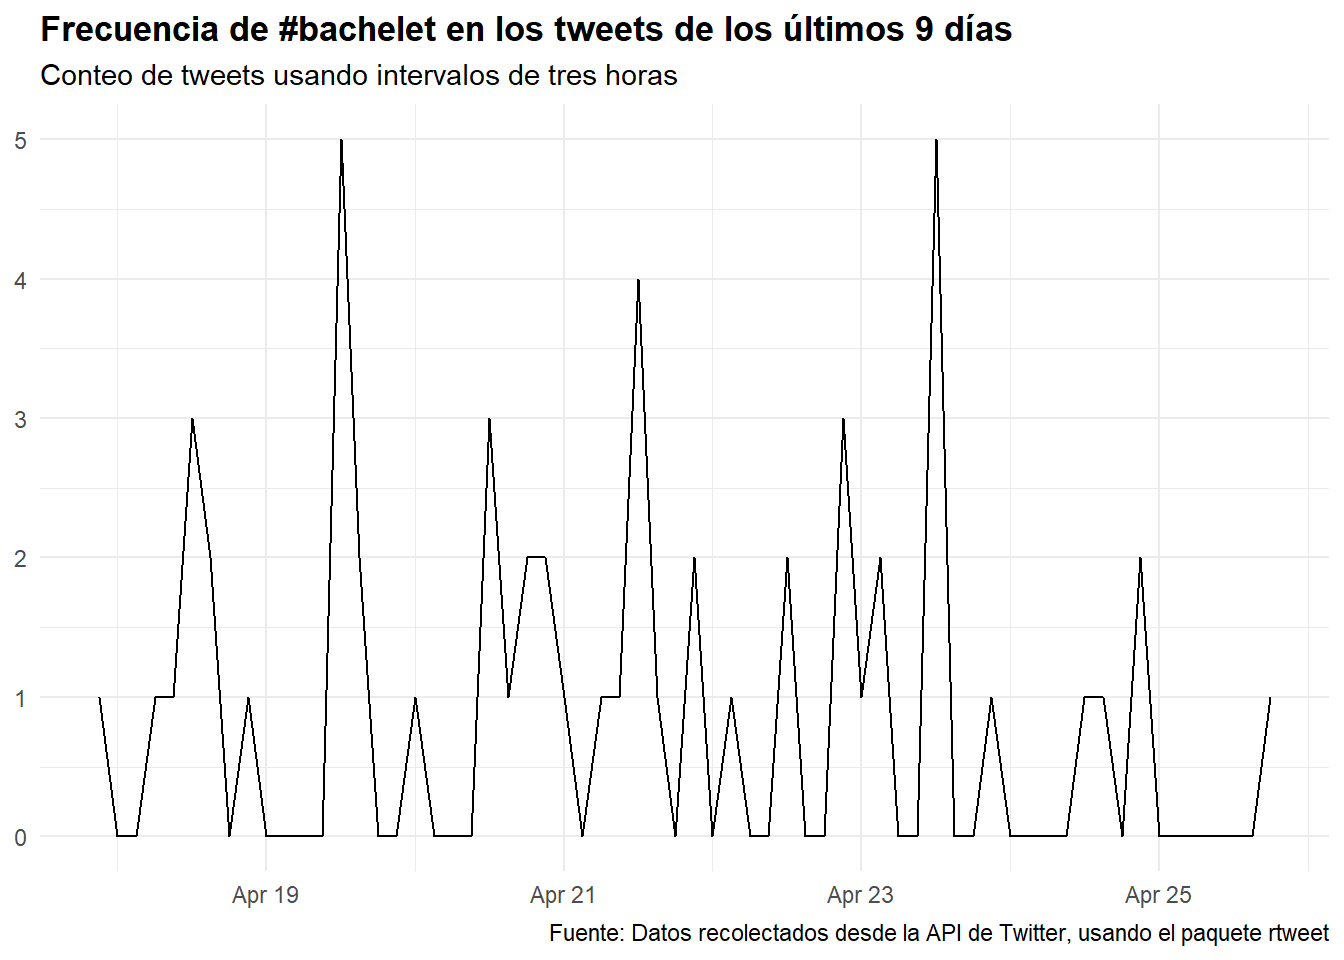 Frecuencia de #bachelet en los tweets de los últimos 9 días
Conteo de tweets usando intervalos de tres horas
5
4
3
2
1
0
Apr 19 Apr 21 Apr 23 Apr 25
Fuente: Datos recolectados desde la API de Twitter, usando el paquete rtweet